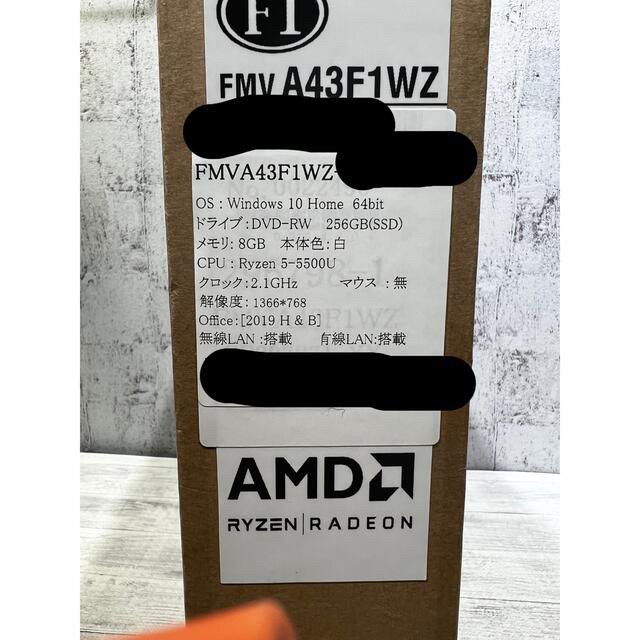 F1
FMV A43F1WZ
FMVA43F1WZ-
OS : Windows 10 Home 64bit
ドライブ:DVD-RW 256GB(SSD)
メモリ: 8GB 本体色: 白
CPU : Ryzen 5-5500U
クロック:2.1GHz マウス : 無
解像度: 1366*768
Office:[2019 H & B]
無線LAN :搭載 有線LAN:搭載
AMD
RYZEN | RADEON